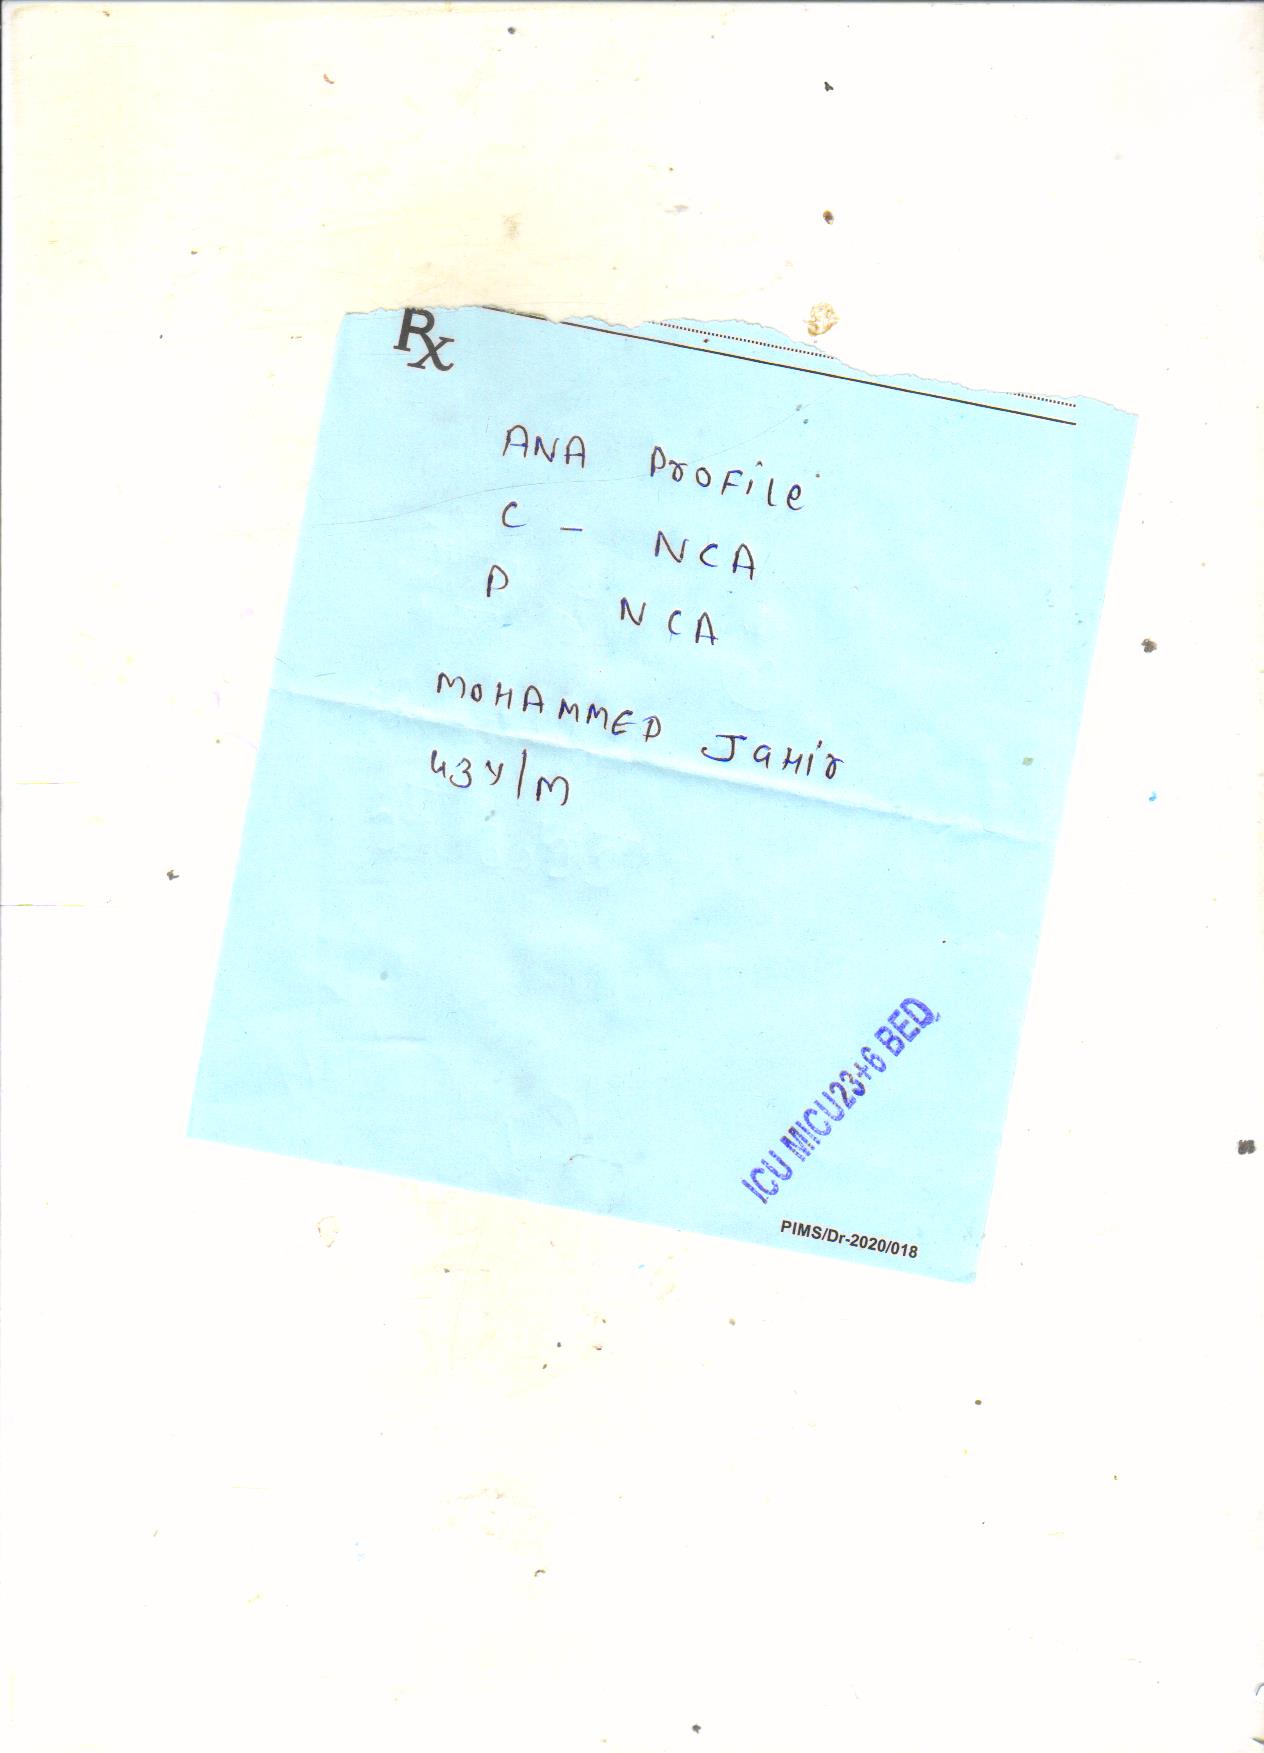 Rx
ANA Profile
C - NCA
P NCA
MOHAMMED Jahir
43y/M
ICU MICU23+6 BED
PIMS/Dr-2020/018